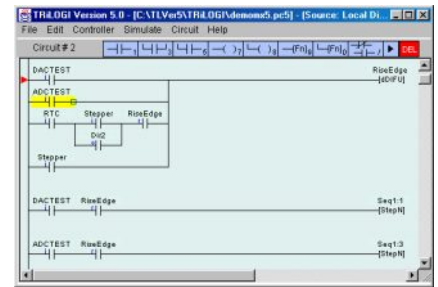 TRiLOGI Version 5.0 - [C:\TLVer5\TRiLOGI\demomx5.pc5] - [Source: Local Di...
File Edit Controller Simulate Circuit Help
Circuit # 2
DEL
DACTEST RiseEdge
[dDIFU]
ADCTEST
RTC Stepper RiseEdge
Dir2
Stepper
DACTEST RiseEdge Seq1:1
[StepN]
ADCTEST RiseEdge Seq1:3
[StepN]